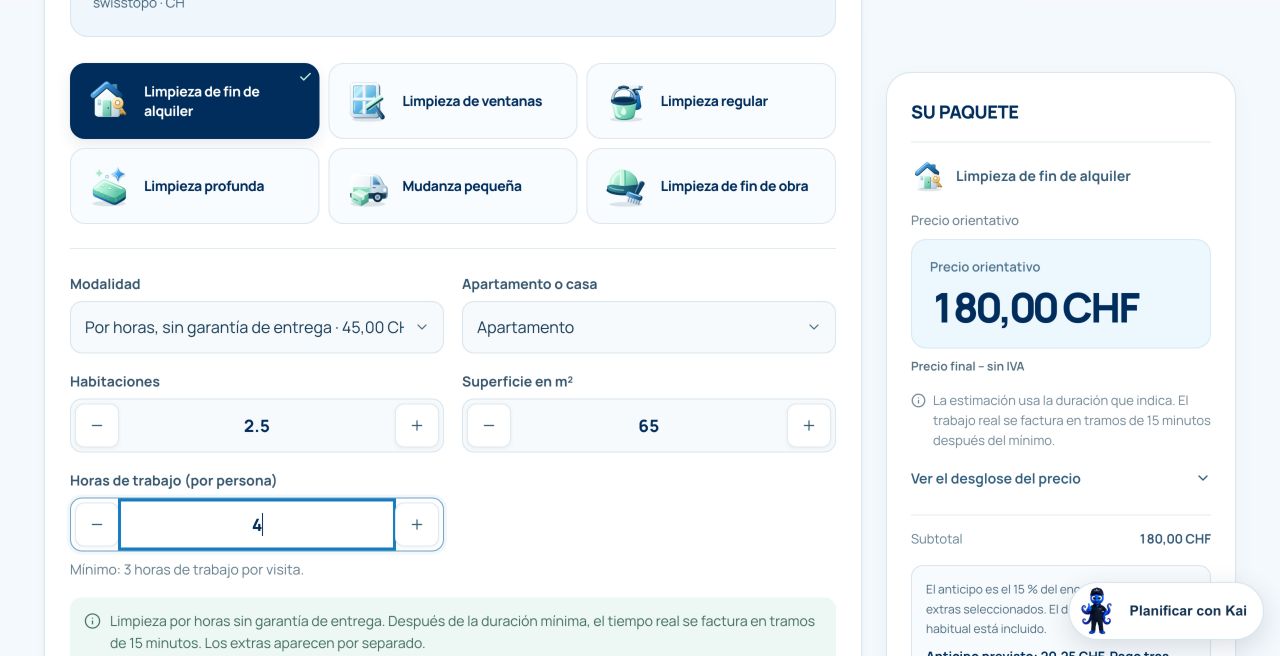 swisstopo · CH
Limpieza de fin de
alquiler
Limpieza de ventanas
Limpieza regular
Limpieza profunda
Mudanza pequeña
Limpieza de fin de obra
Modalidad
Apartamento o casa
Por horas, sin garantía de entrega · 45,00 CH
Apartamento
Habitaciones
Superficie en m²
− 2.5 +
− 65 +
Horas de trabajo (por persona)
− 4 +
Mínimo: 3 horas de trabajo por visita.
Limpieza por horas sin garantía de entrega. Después de la duración mínima, el tiempo real se factura en tramos
de 15 minutos. Los extras aparecen por separado.
SU PAQUETE
Limpieza de fin de alquiler
Precio orientativo
Precio orientativo
180,00 CHF
Precio final – sin IVA
La estimación usa la duración que indica. El
trabajo real se factura en tramos de 15 minutos
después del mínimo.
Ver el desglose del precio
Subtotal 180,00 CHF
El anticipo es el 15 % del
extras seleccionados. El
habitual está incluido.
Planificar con Kai
Anticipo previsto: 20,25 CHF. Pago tras